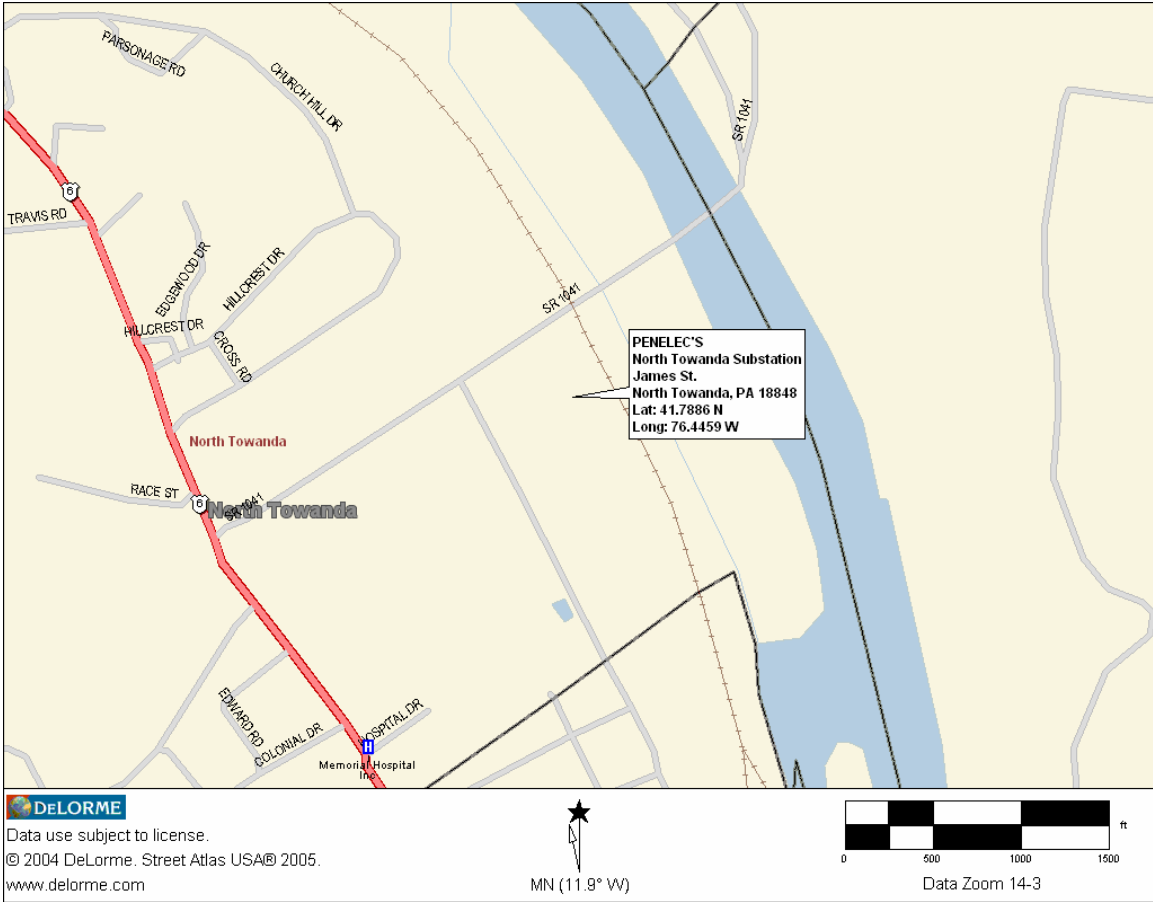 PARSONAGE RD
CHURCH HILL DR
SR 1041
6
TRAVIS RD
EDGEWOOD DR
HILLCREST DR
SR 1041
HILLCREST DR
CROSS RD
PENELEC'S
North Towanda Substation
James St.
North Towanda, PA 18848
Lat: 41.7886 N
Long: 76.4459 W
North Towanda
RACE ST
6
SR 1041
North Towanda
EDWARD RD
COLONIAL DR
HOSPITAL DR
H
Memorial Hospital
Inc
DELORME
Data use subject to license.
© 2004 DeLorme. Street Atlas USA® 2005.
www.delorme.com
MN (11.9° W)
ft
0 500 1000 1500
Data Zoom 14-3